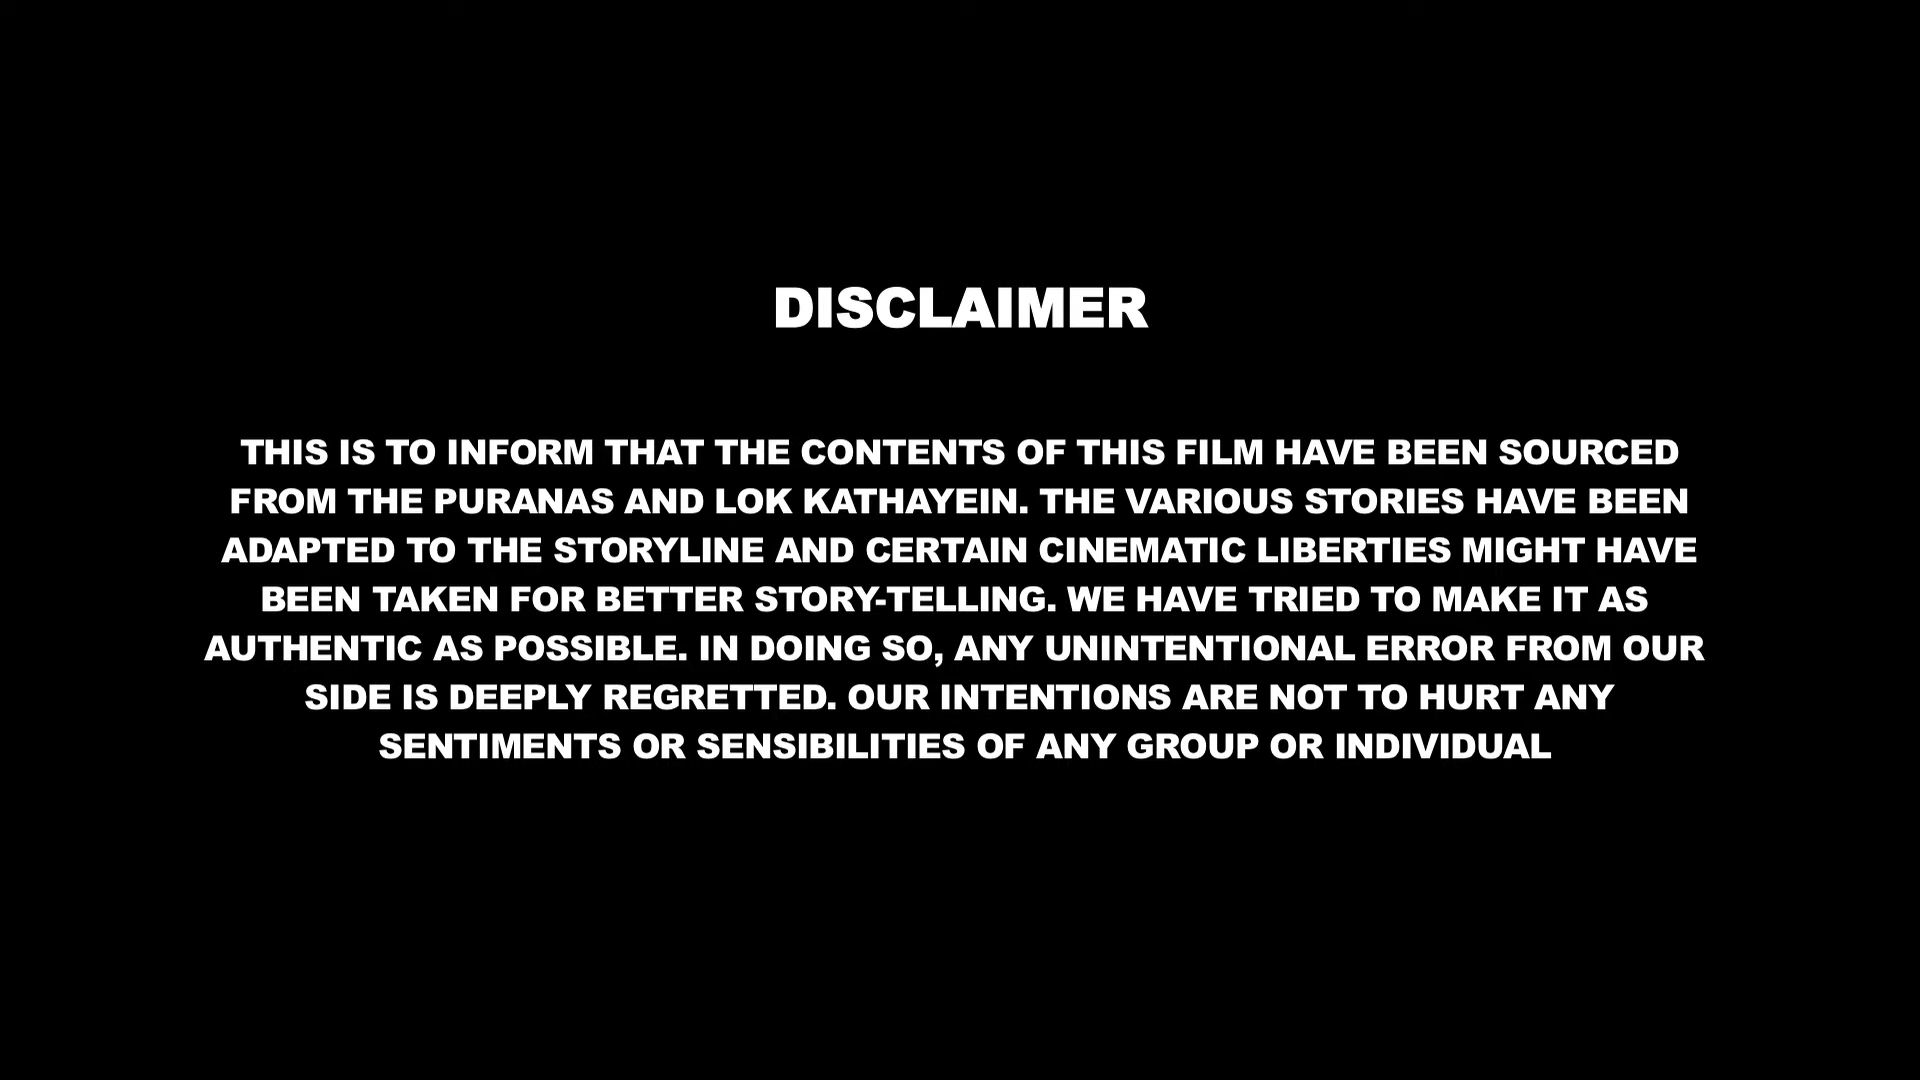 DISCLAIMER
THIS IS TO INFORM THAT THE CONTENTS OF THIS FILM HAVE BEEN SOURCED
FROM THE PURANAS AND LOK KATHAYEIN. THE VARIOUS STORIES HAVE BEEN
ADAPTED TO THE STORYLINE AND CERTAIN CINEMATIC LIBERTIES MIGHT HAVE
BEEN TAKEN FOR BETTER STORY-TELLING. WE HAVE TRIED TO MAKE IT AS
AUTHENTIC AS POSSIBLE. IN DOING SO, ANY UNINTENTIONAL ERROR FROM OUR
SIDE IS DEEPLY REGRETTED. OUR INTENTIONS ARE NOT TO HURT ANY
SENTIMENTS OR SENSIBILITIES OF ANY GROUP OR INDIVIDUAL